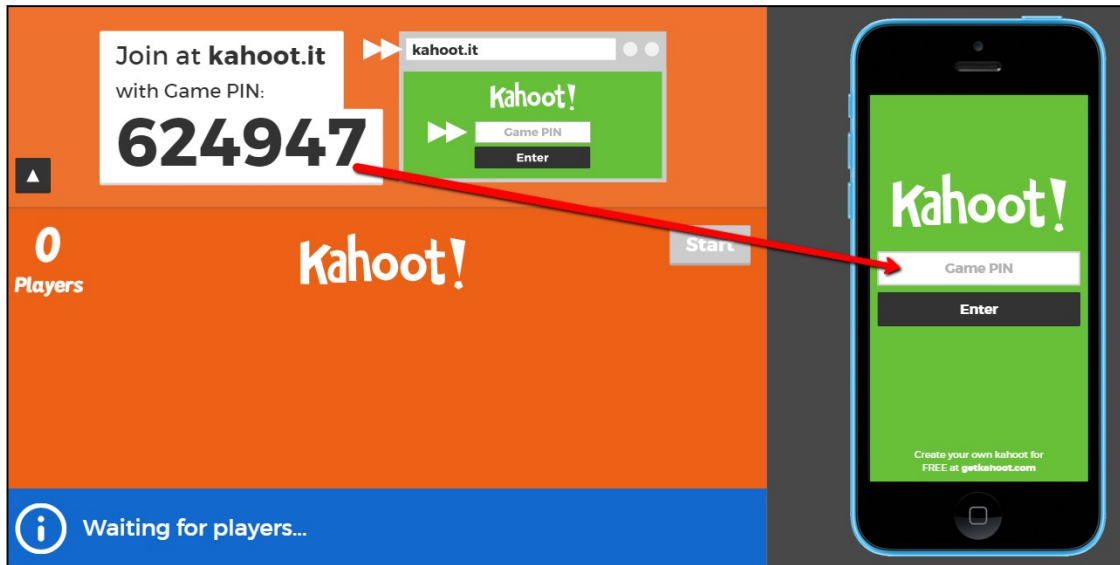 Join at kahoot.it
with Game PIN:
624947
kahoot.it
Kahoot!
Game PIN
Enter
0
Players
Kahoot!
Start
Waiting for players...
Kahoot!
Game PIN
Enter
Create your own kahoot for
FREE at getkahoot.com